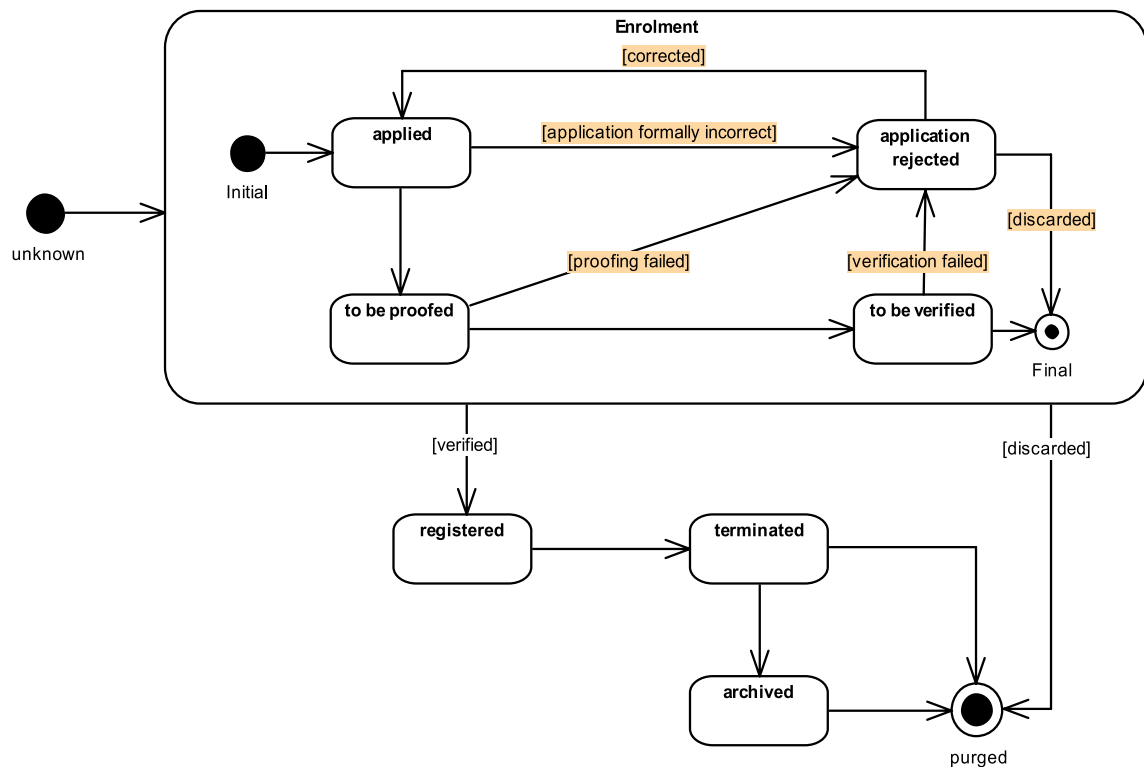 Enrolment
[corrected]
applied
[application formally incorrect]
application
rejected
Initial
unknown
[discarded]
[proofing failed]
[verification failed]
to be proofed
to be verified
Final
[verified]
[discarded]
registered
terminated
archived
purged